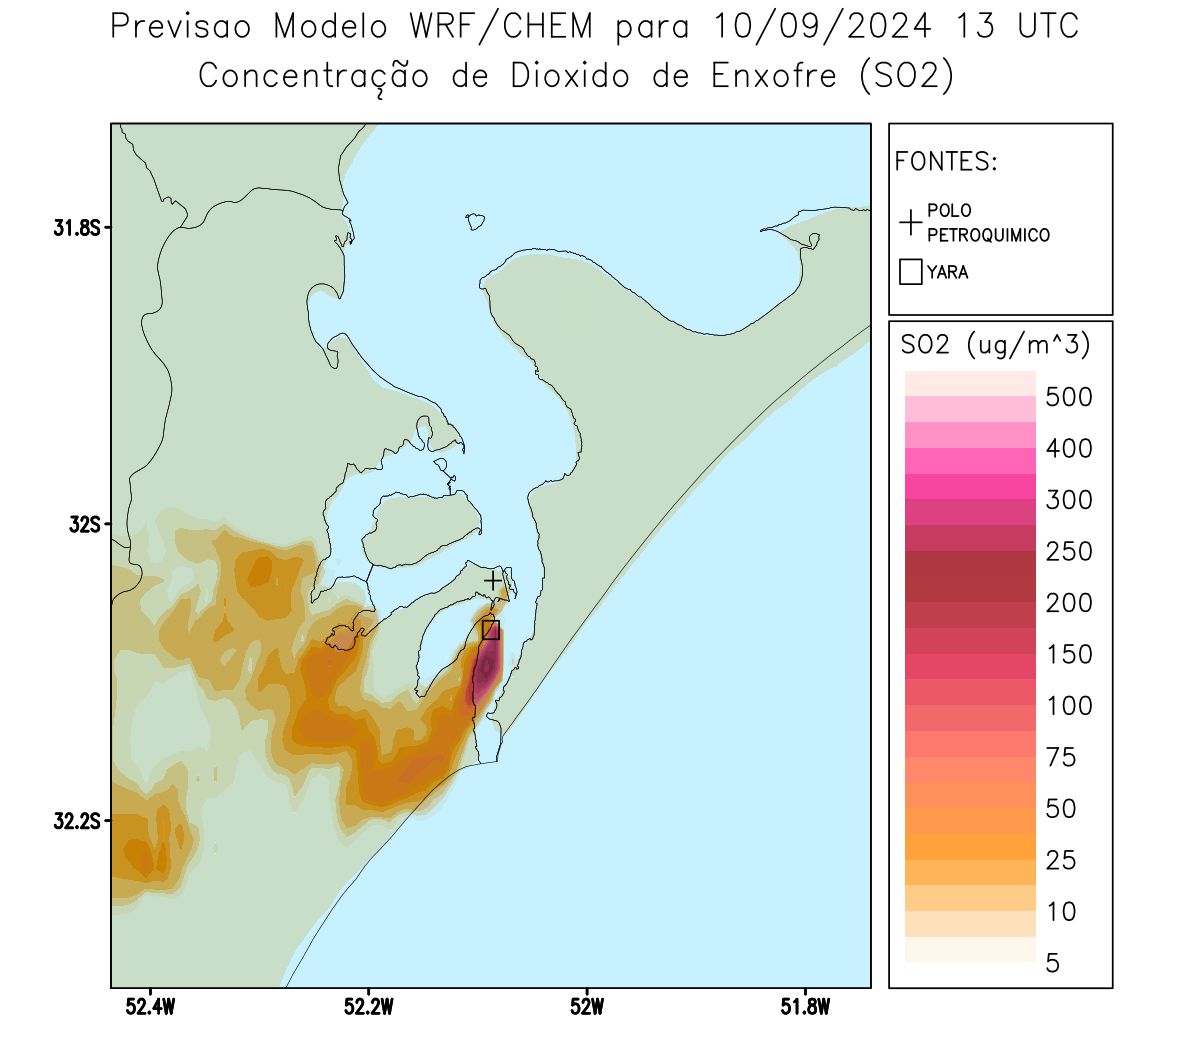 Previsao Modelo WRF/CHEM para 10/09/2024 13 UTC
Concentração de Dioxido de Enxofre (SO2)
FONTES:
POLO
PETROQUIMICO
YARA
SO2 (ug/m^3)
500
400
300
250
200
150
100
75
50
25
10
5
31.8S
32S
32.2S
52.4W 52.2W 52W 51.8W